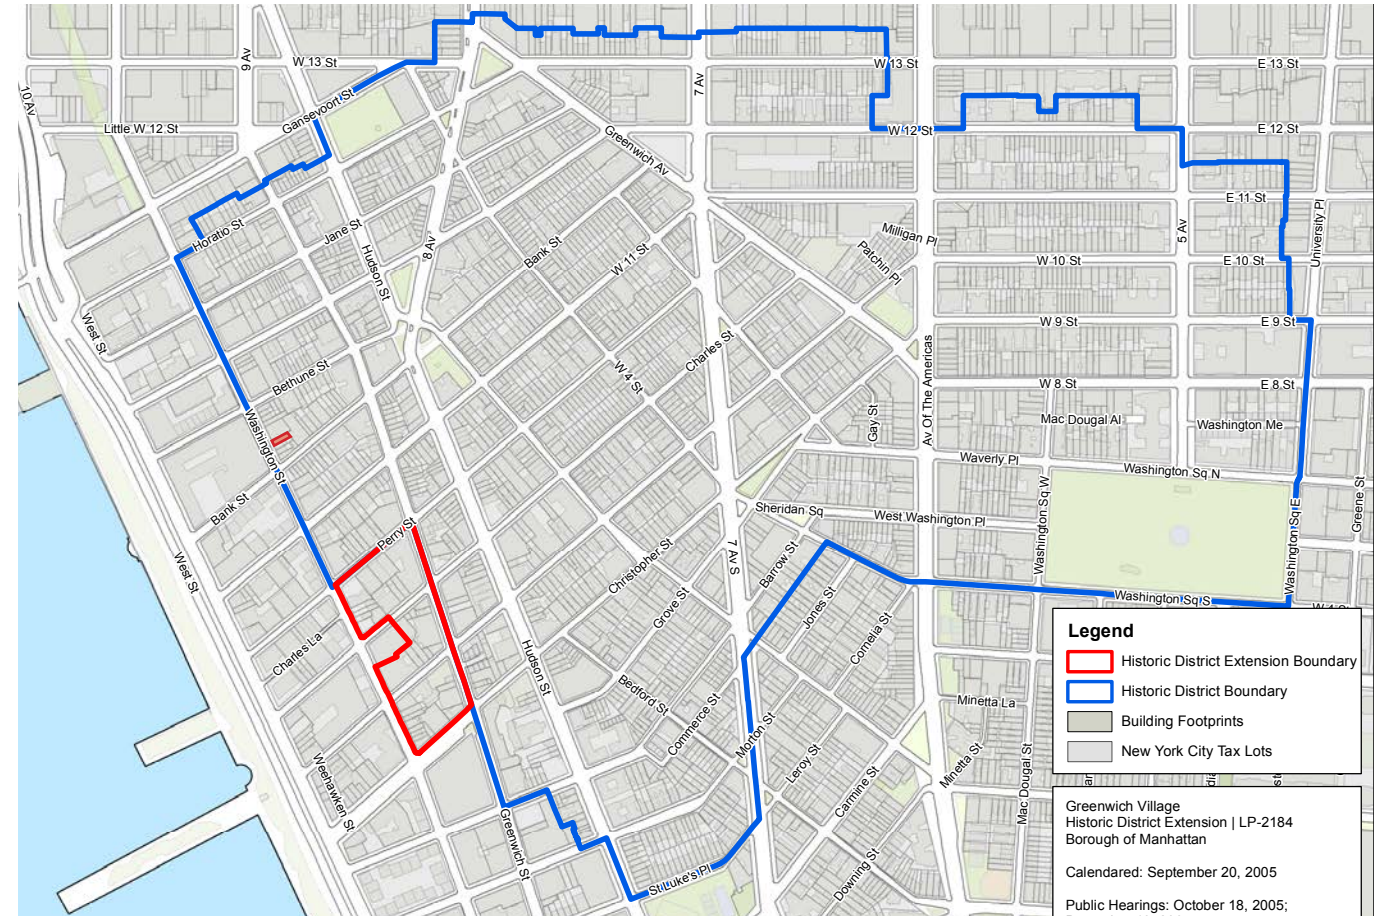 9 Av
W 13 St
10 Av
Little W 12 St
Gansevoort St
7 Av
W 13 St
E 13 St
W 12 St
E 12 St
Greenwich Av
E 11 St
University Pl
5 Av
Milligan Pl
Patchin Pl
W 10 St
E 10 St
Horatio St
Jane St
8 Av
Hudson St
Bank St
W 11 St
W 9 St
E 9 St
West St
Charles St
W 4 St
Av Of The Americas
W 8 St
E 8 St
Bethune St
Gay St
Mac Dougal Al
Washington Me
Washington St
Waverly Pl
Washington Sq N
Bank St
Washington Sq W
Washington Sq E
Greene St
Sheridan Sq
West Washington Pl
Perry St
West St
7 Av S
Barrow St
Christopher St
Grove St
Jones St
Cornelia St
Washington Sq S
Charles La
Hudson St
Bedford St
Commerce St
Morton St
Minetta La
Leroy St
Carmine St
Minetta St
Mac Dougal St
Weehawken St
Greenwich St
St Luke's Pl
Downing St
Legend
Historic District Extension Boundary
Historic District Boundary
Building Footprints
New York City Tax Lots
Greenwich Village
Historic District Extension | LP-2184
Borough of Manhattan
Calendared: September 20, 2005
Public Hearings: October 18, 2005;